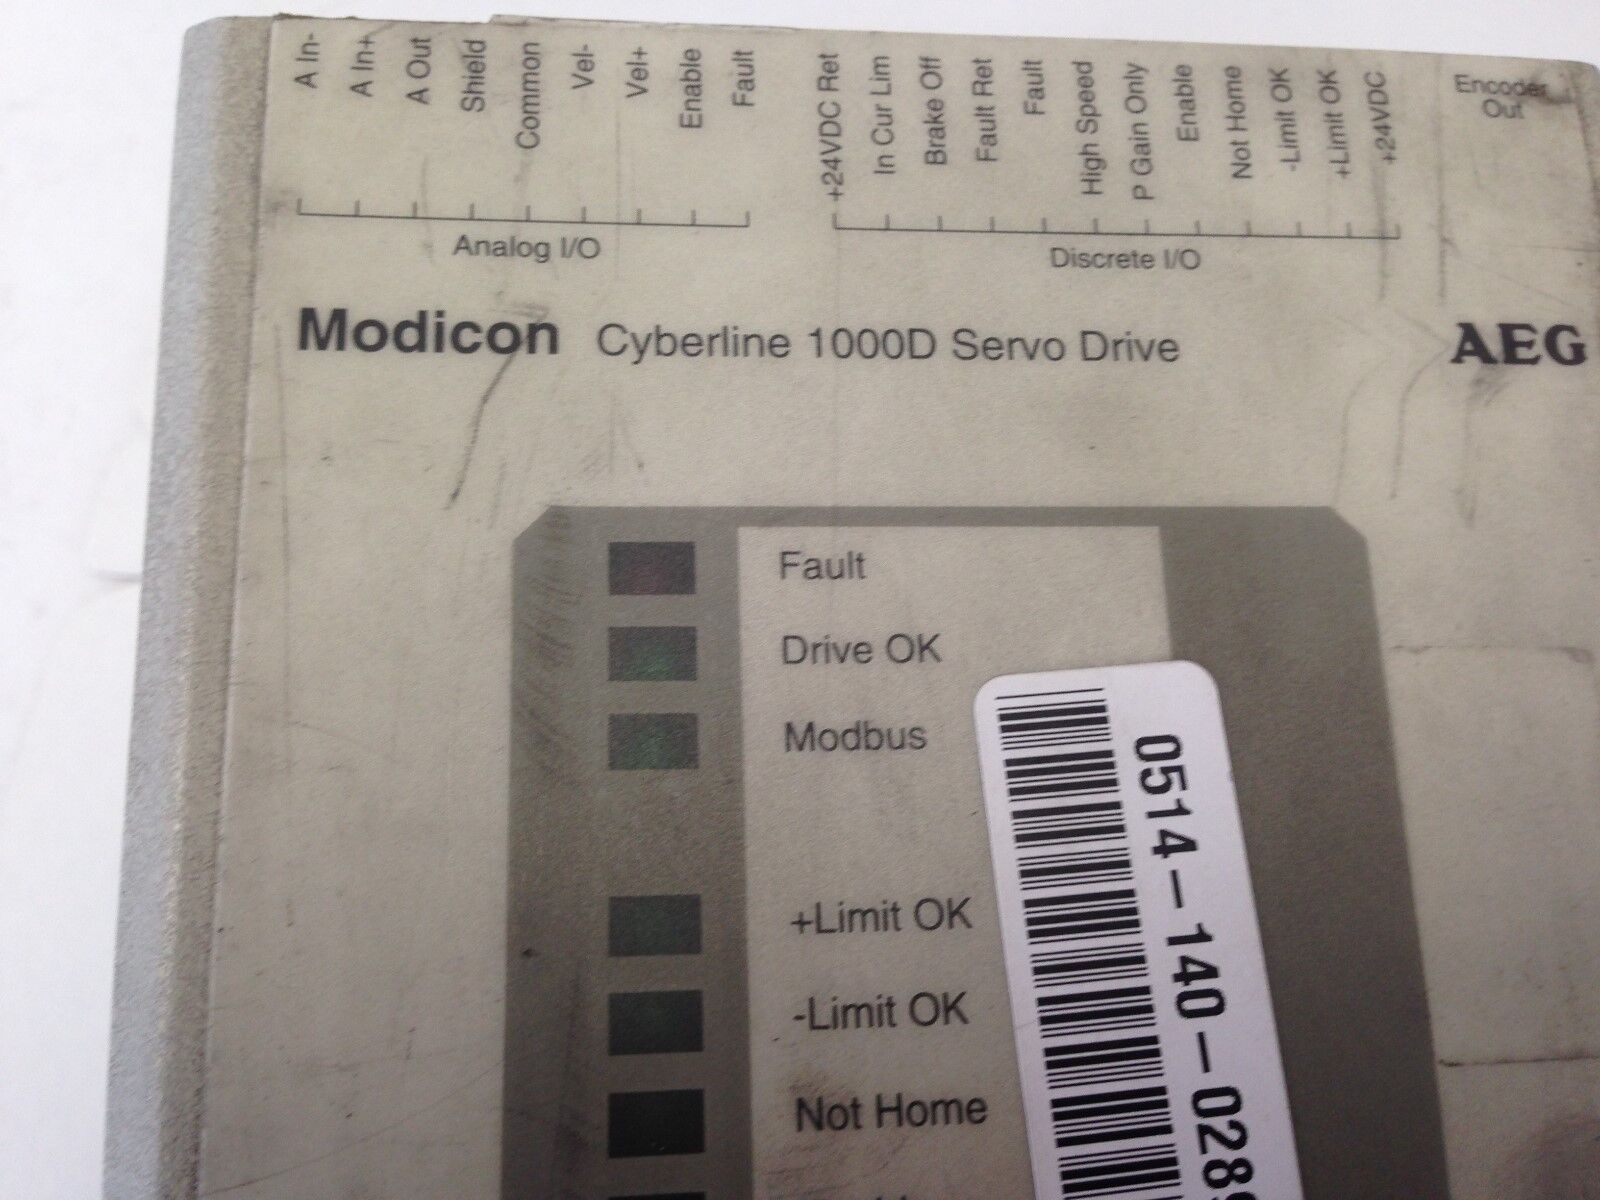 A In-
A In+
A Out
Shield
Common
Vel-
Vel+
Enable
Fault
+24VDC Ret
In Cur Lim
Brake Off
Fault Ret
Fault
High Speed
P Gain Only
Enable
Not Home
-Limit OK
+Limit OK
+24VDC
Encoder
Out
Analog I/O
Discrete I/O
Modicon Cyberline 1000D Servo Drive
AEG
Fault
Drive OK
Modbus
+Limit OK
-Limit OK
Not Home
0514-140-028